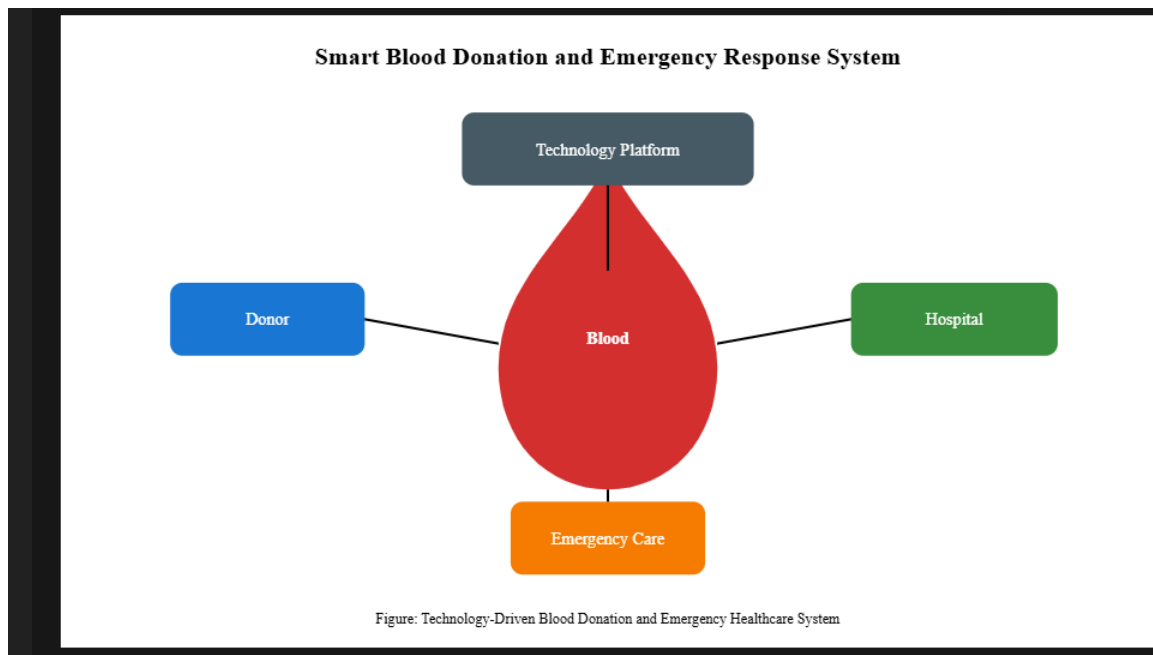 Smart Blood Donation and Emergency Response System
Technology Platform
Donor
Blood
Hospital
Emergency Care
Figure: Technology-Driven Blood Donation and Emergency Healthcare System